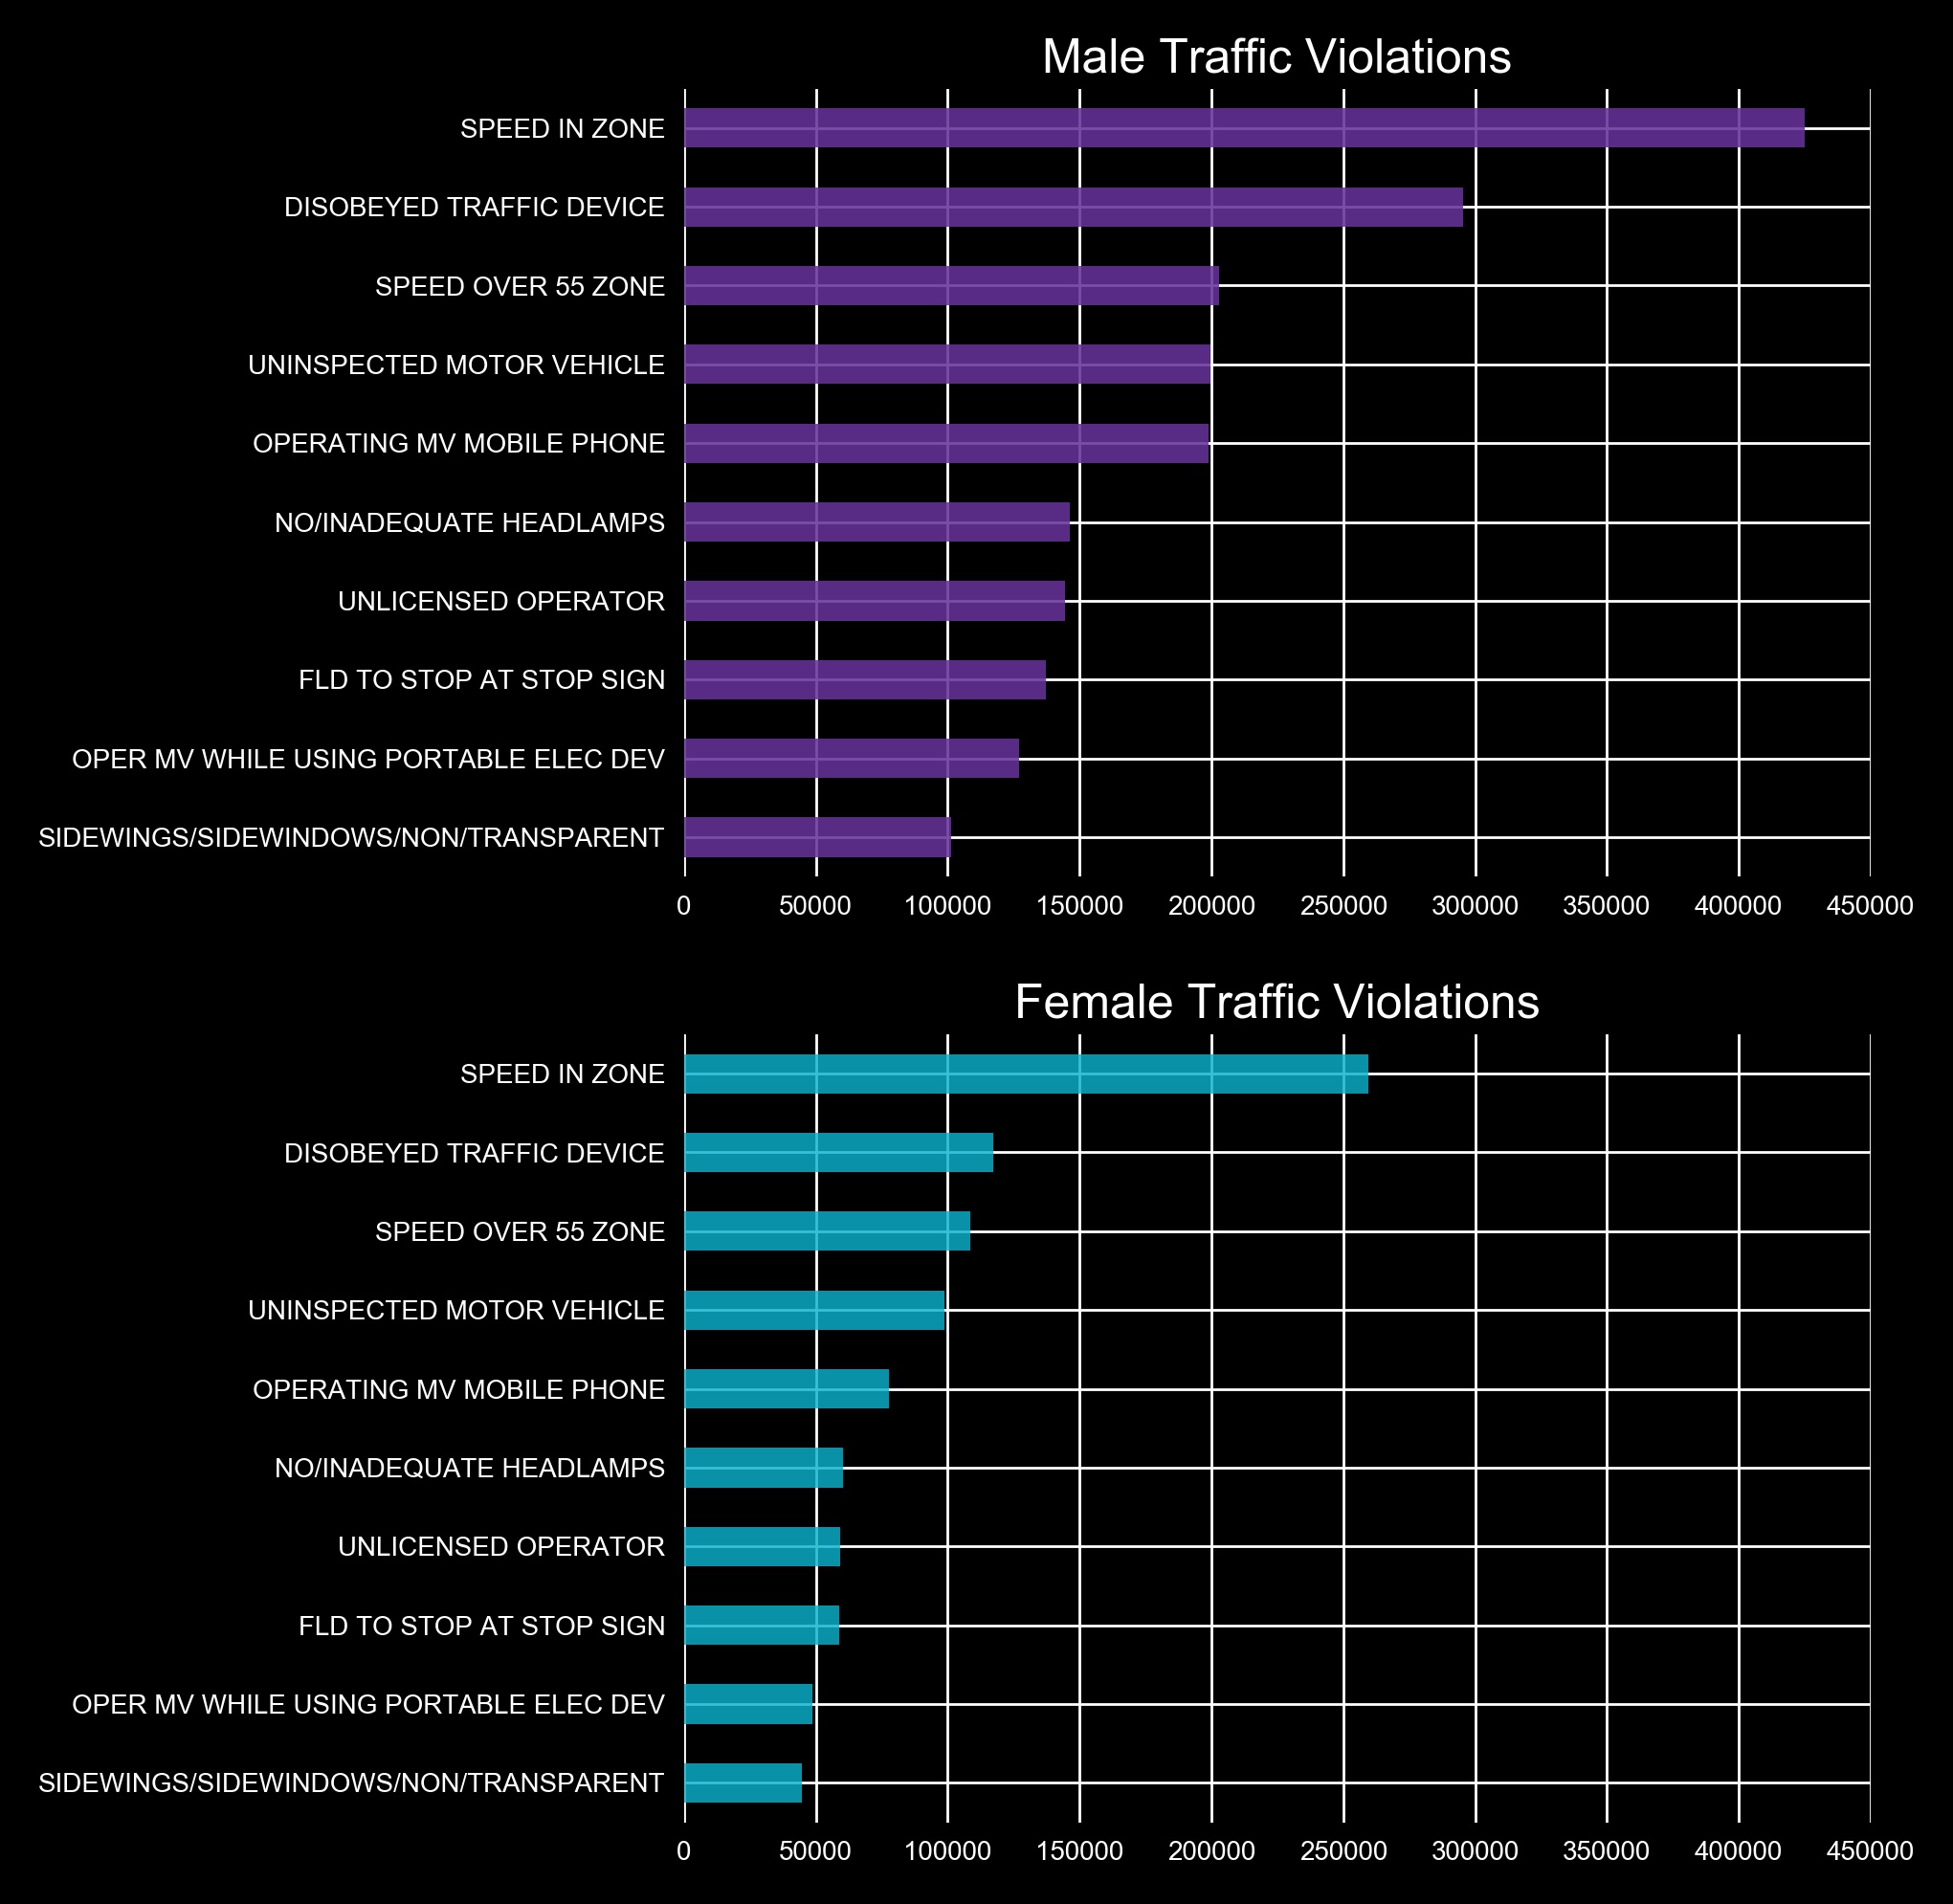 Male Traffic Violations
SPEED IN ZONE
DISOBEYED TRAFFIC DEVICE
SPEED OVER 55 ZONE
UNINSPECTED MOTOR VEHICLE
OPERATING MV MOBILE PHONE
NO/INADEQUATE HEADLAMPS
UNLICENSED OPERATOR
FLD TO STOP AT STOP SIGN
OPER MV WHILE USING PORTABLE ELEC DEV
SIDEWINGS/SIDEWINDOWS/NON/TRANSPARENT
0 50000 100000 150000 200000 250000 300000 350000 400000 450000
Female Traffic Violations
SPEED IN ZONE
DISOBEYED TRAFFIC DEVICE
SPEED OVER 55 ZONE
UNINSPECTED MOTOR VEHICLE
OPERATING MV MOBILE PHONE
NO/INADEQUATE HEADLAMPS
UNLICENSED OPERATOR
FLD TO STOP AT STOP SIGN
OPER MV WHILE USING PORTABLE ELEC DEV
SIDEWINGS/SIDEWINDOWS/NON/TRANSPARENT
0 50000 100000 150000 200000 250000 300000 350000 400000 450000